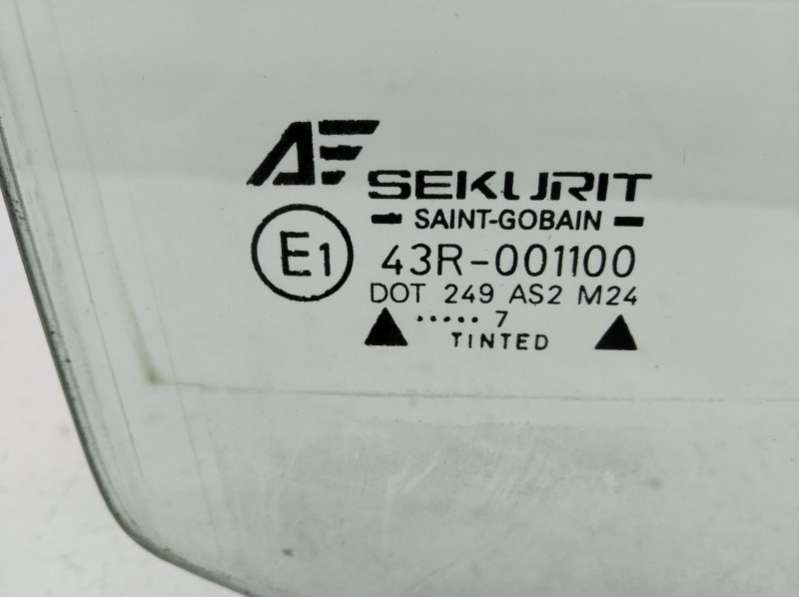 AF
SEKURIT
SAINT-GOBAIN
E1 43R-001100
DOT 249 AS2 M24
..... 7
TINTED